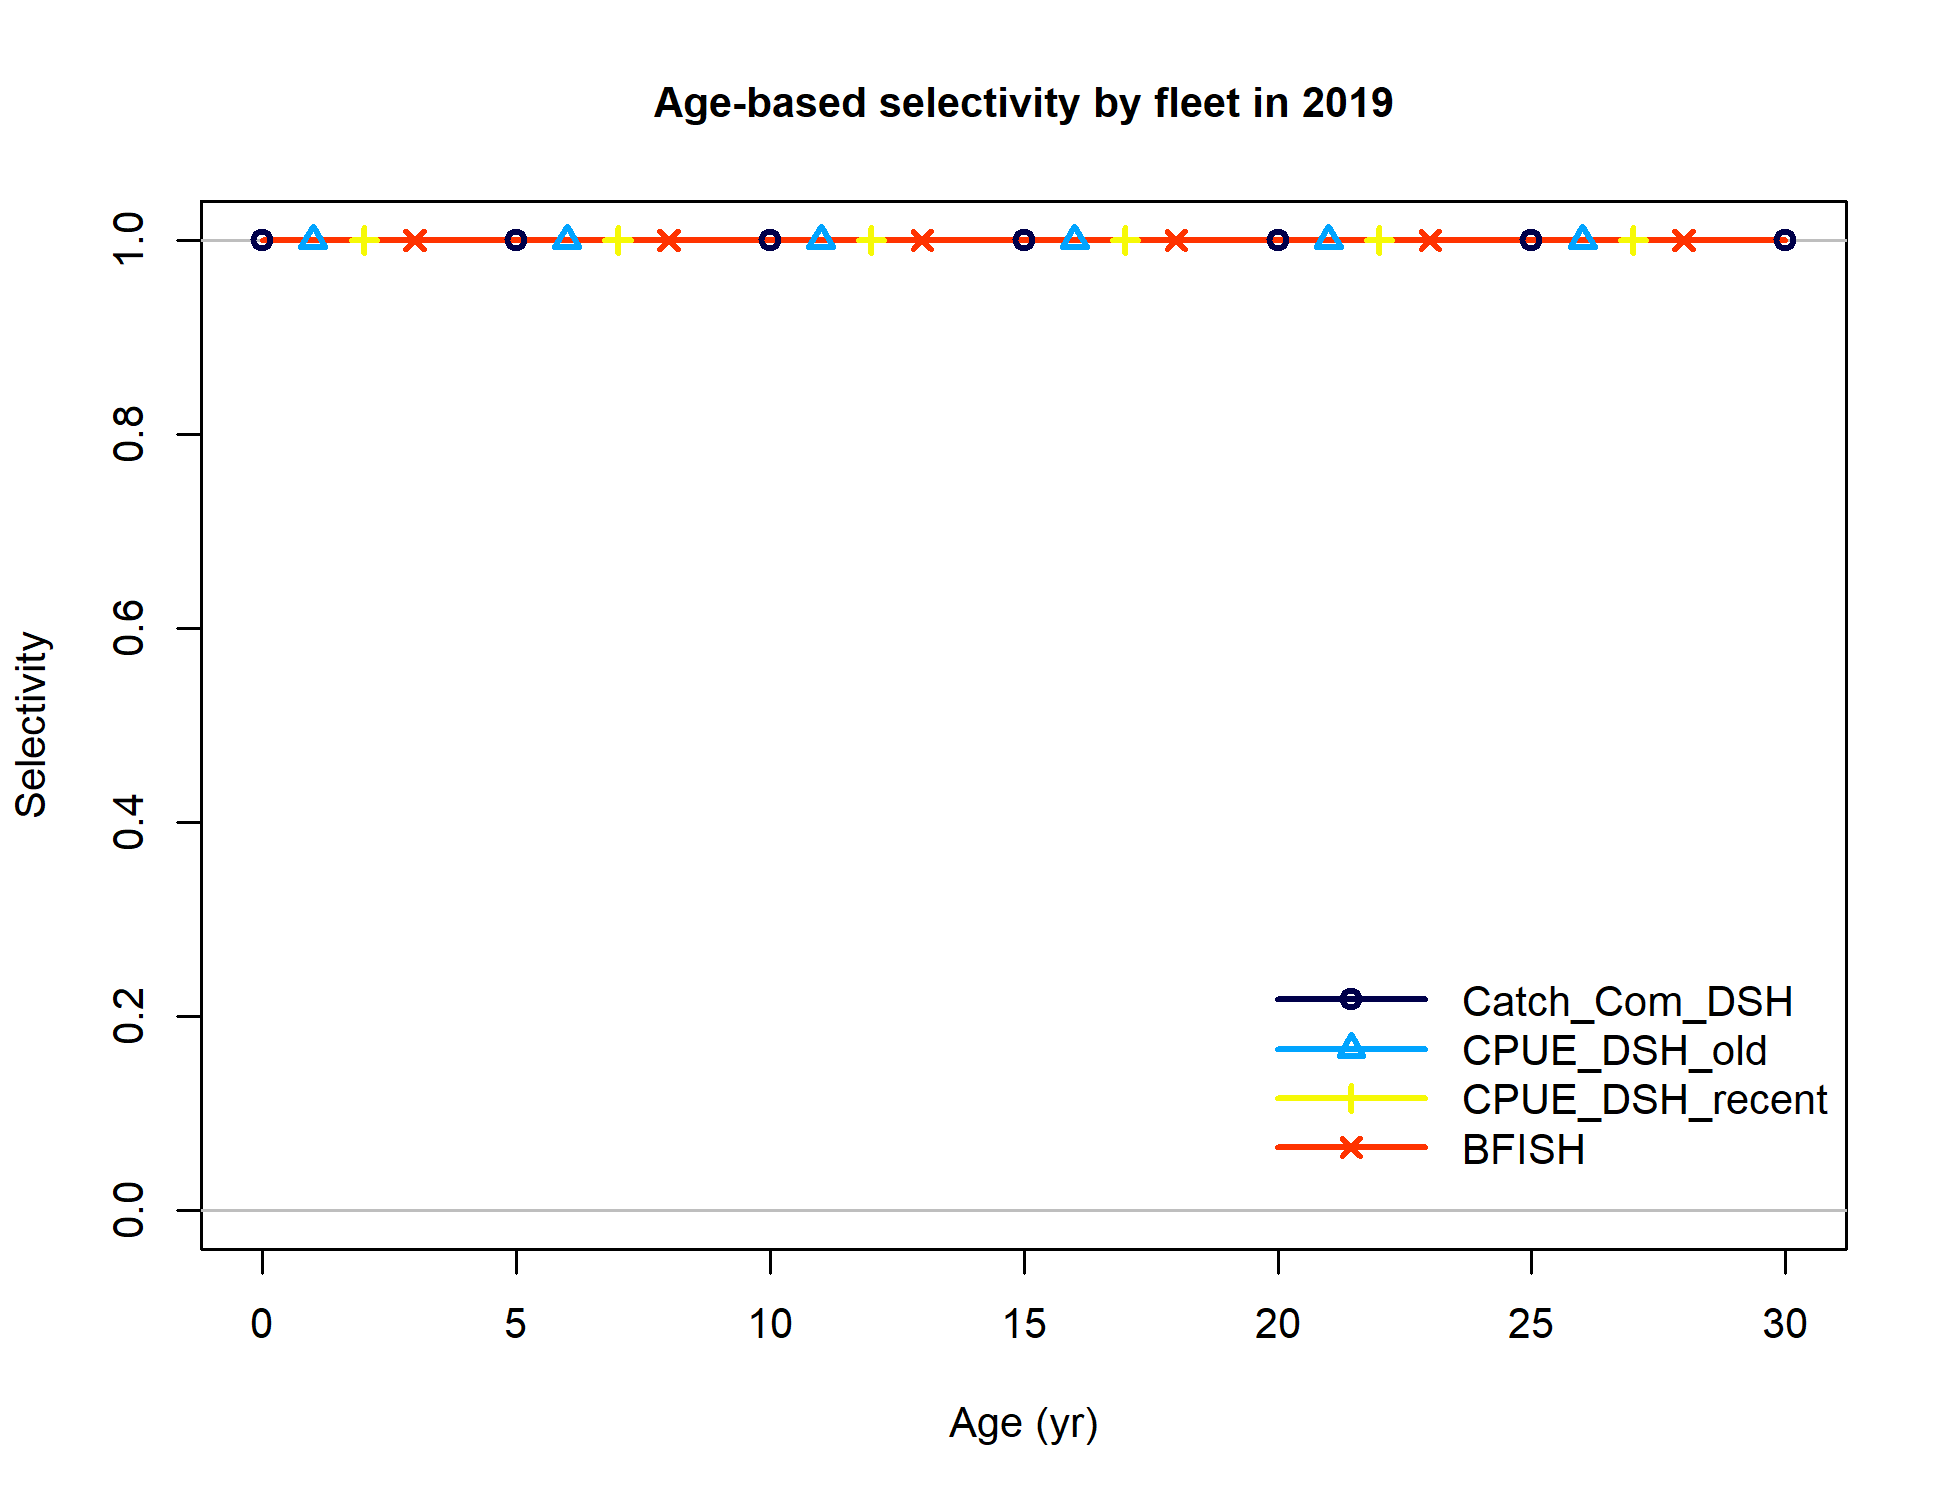 Age-based selectivity by fleet in 2019
Selectivity
1.0
0.8
0.6
0.4
0.2
0.0
Catch_Com_DSH
CPUE_DSH_old
CPUE_DSH_recent
BFISH
0 5 10 15 20 25 30
Age (yr)